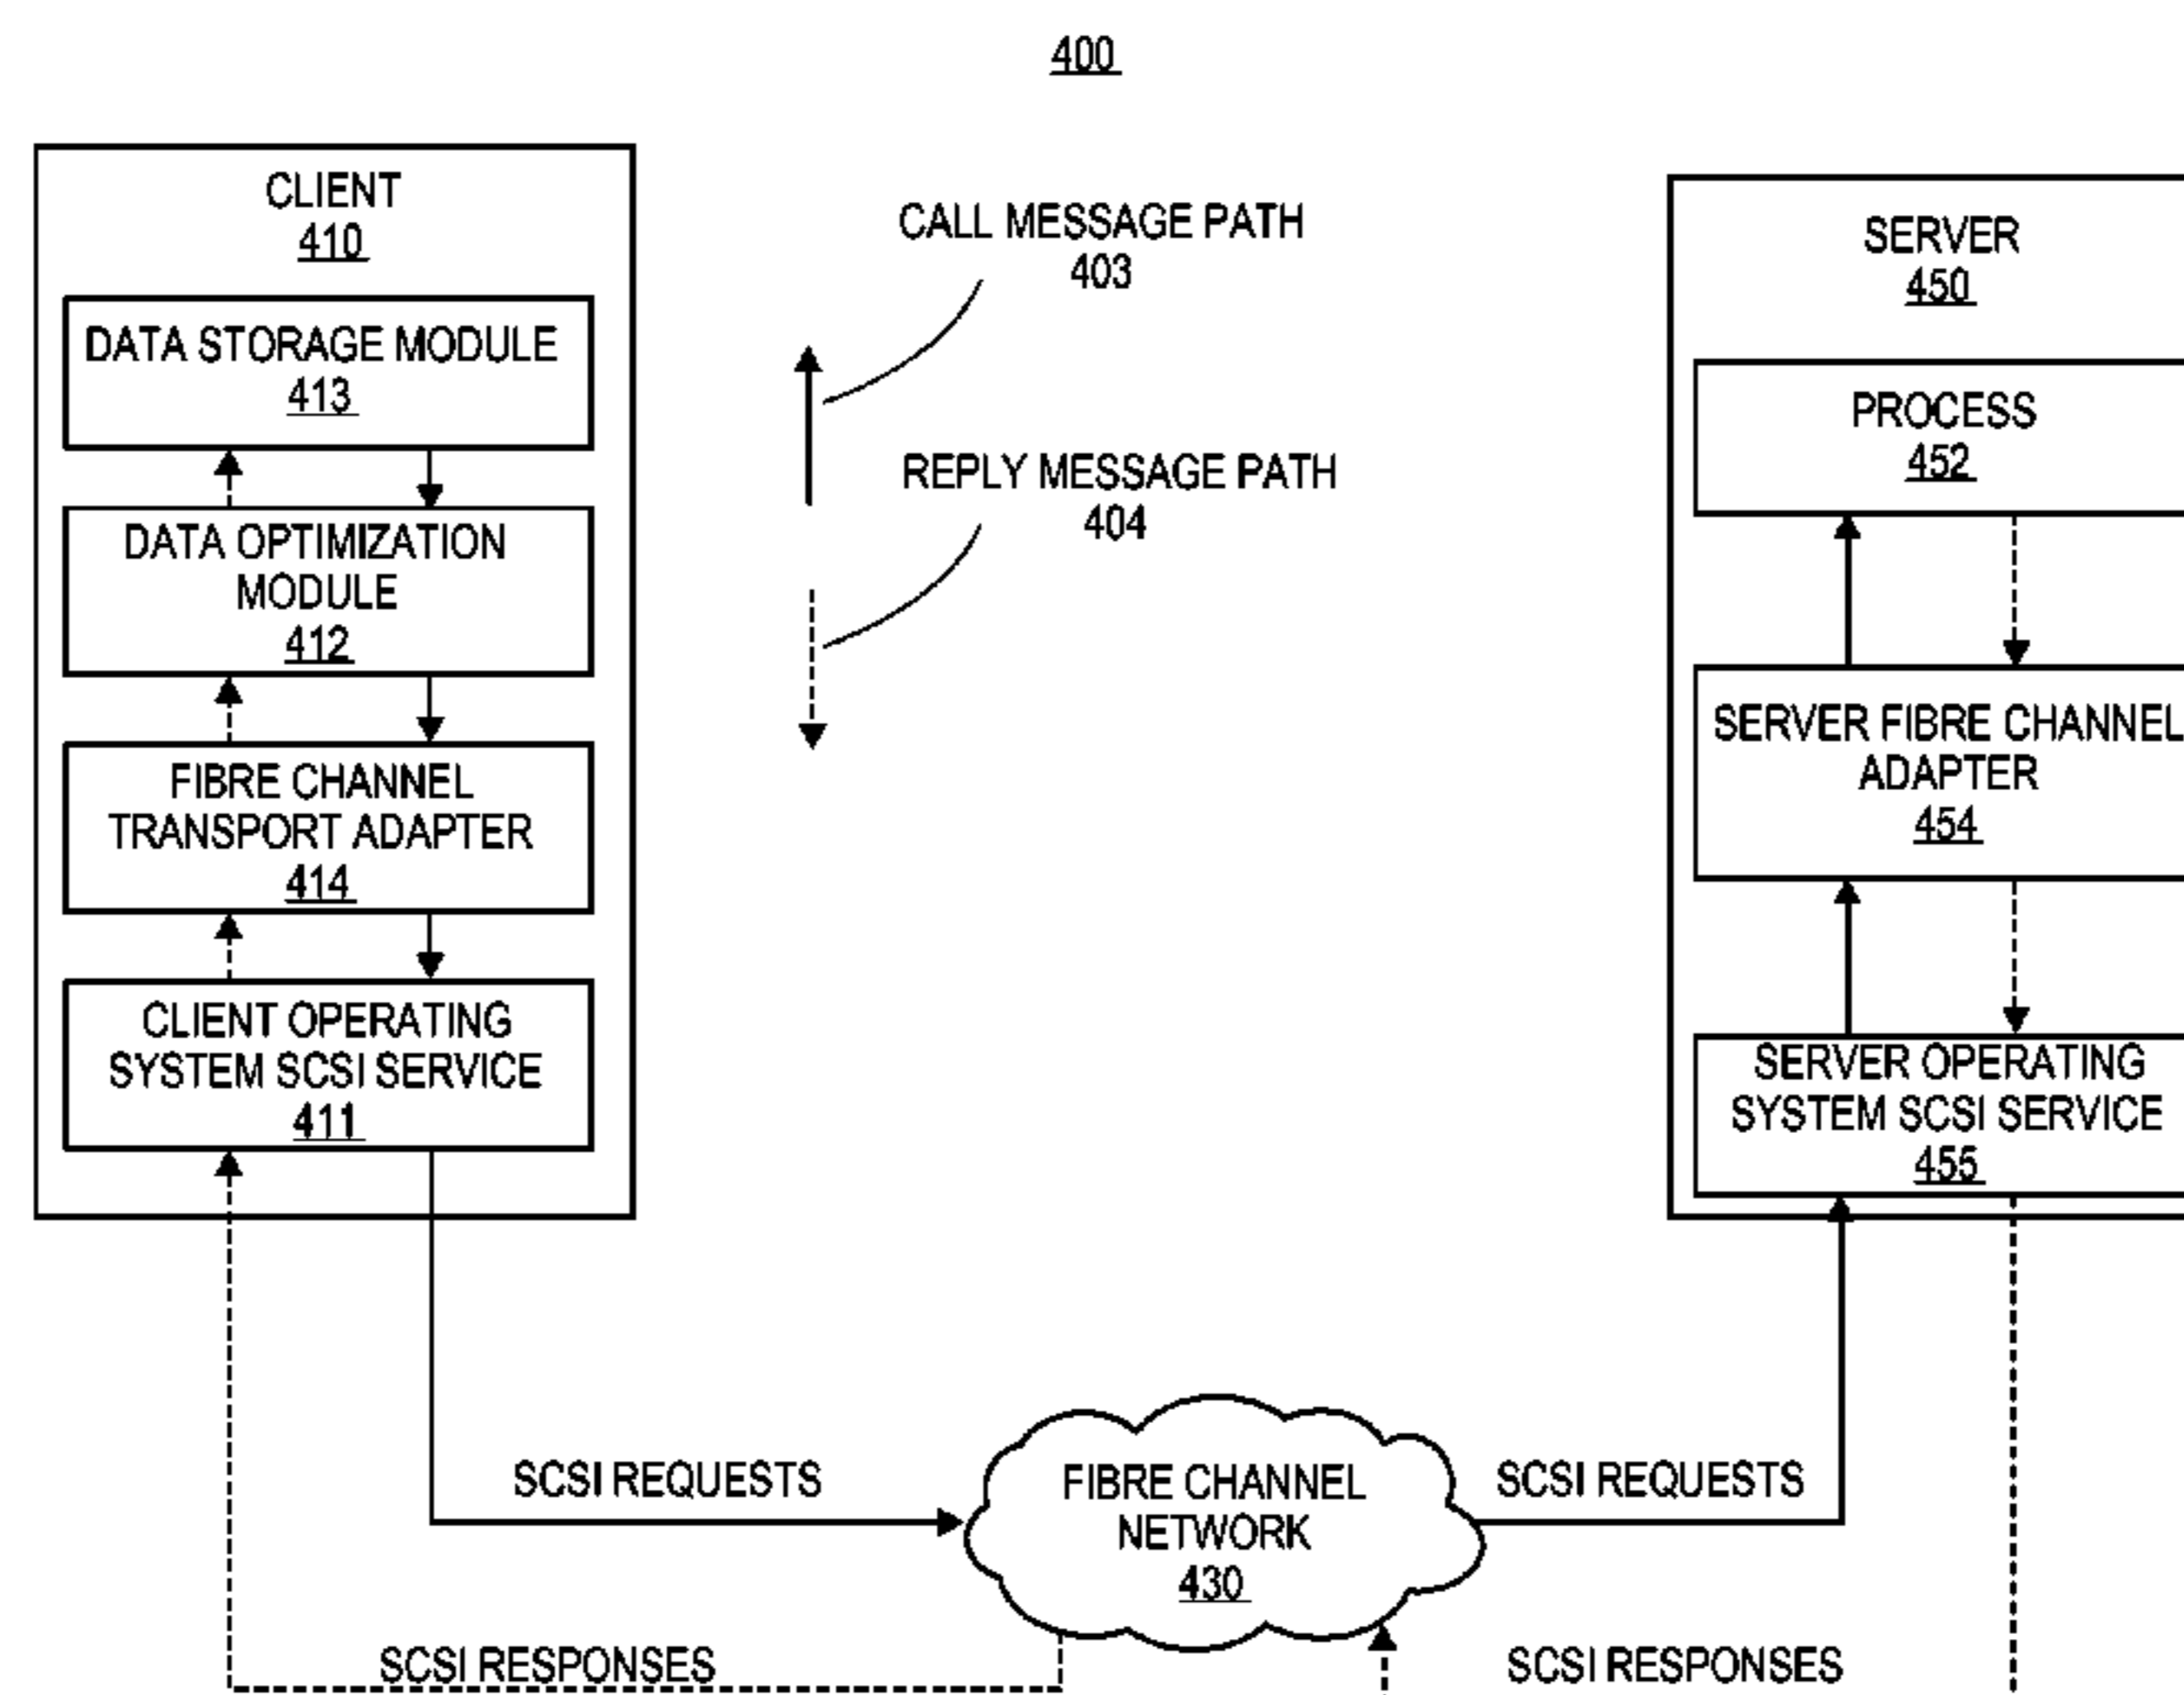 400
CLIENT
410
DATA STORAGE MODULE
413
DATA OPTIMIZATION
MODULE
412
FIBRE CHANNEL
TRANSPORT ADAPTER
414
CLIENT OPERATING
SYSTEM SCSI SERVICE
411
CALL MESSAGE PATH
403
REPLY MESSAGE PATH
404
SERVER
450
PROCESS
452
SERVER FIBRE CHANNEL
ADAPTER
454
SERVER OPERATING
SYSTEM SCSI SERVICE
455
SCSI REQUESTS
FIBRE CHANNEL
NETWORK
430
SCSI REQUESTS
SCSI RESPONSES
SCSI RESPONSES